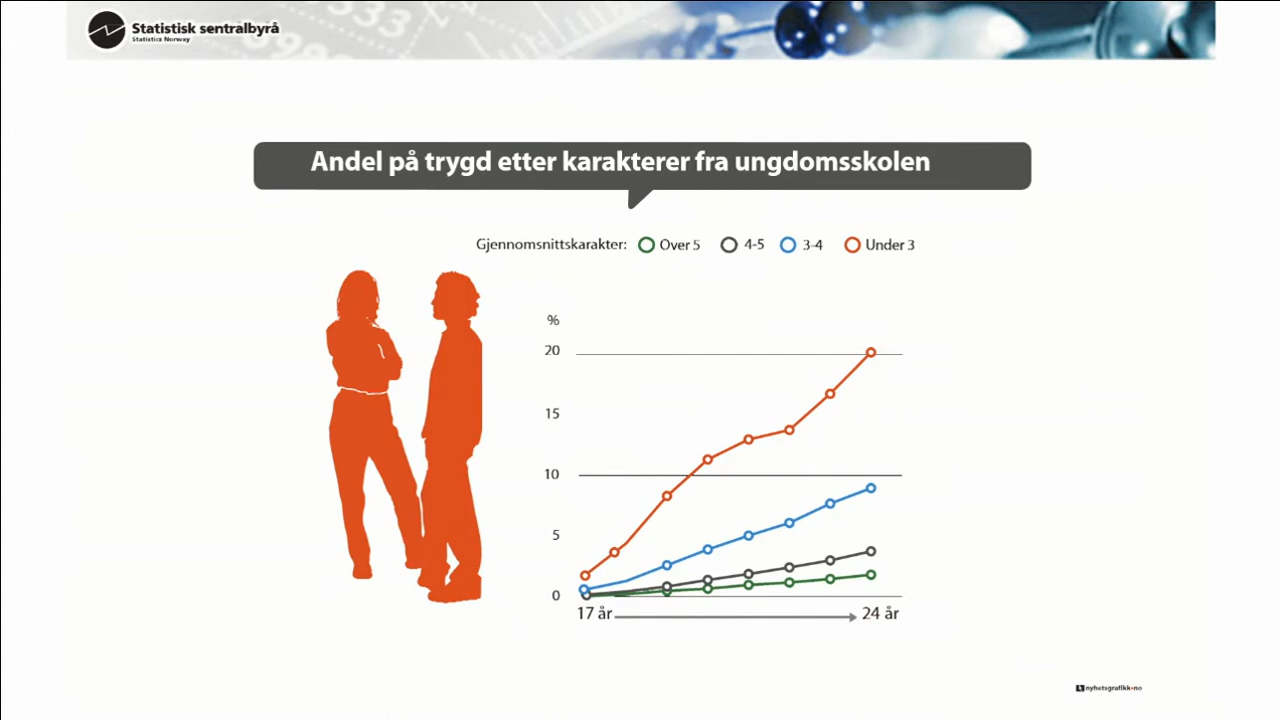 Statistisk sentralbyrå
Statistics Norway
Andel på trygd etter karakterer fra ungdomsskolen
Gjennomsnittskarakter: Over 5 4-5 3-4 Under 3
%
20
15
10
5
0
17 år 24 år
nyhetsgrafikk.no